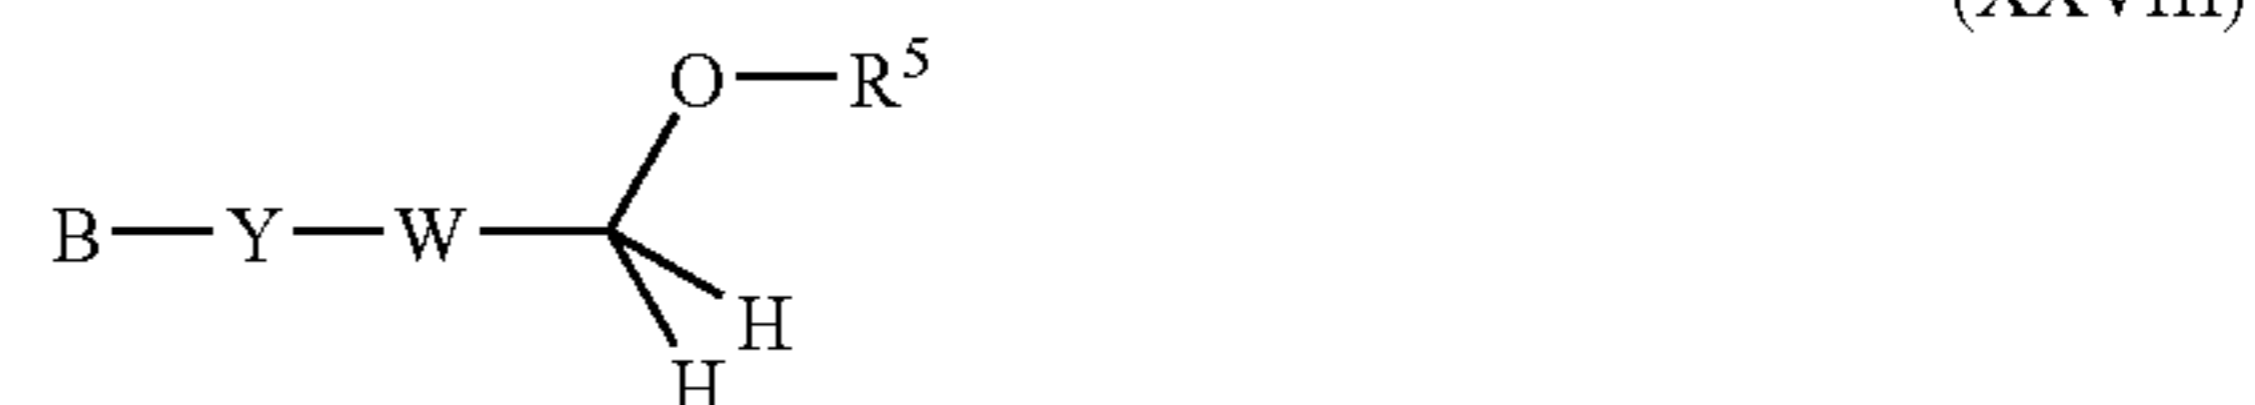 (XXVIII)
O—R⁵
B—Y—W
H
H